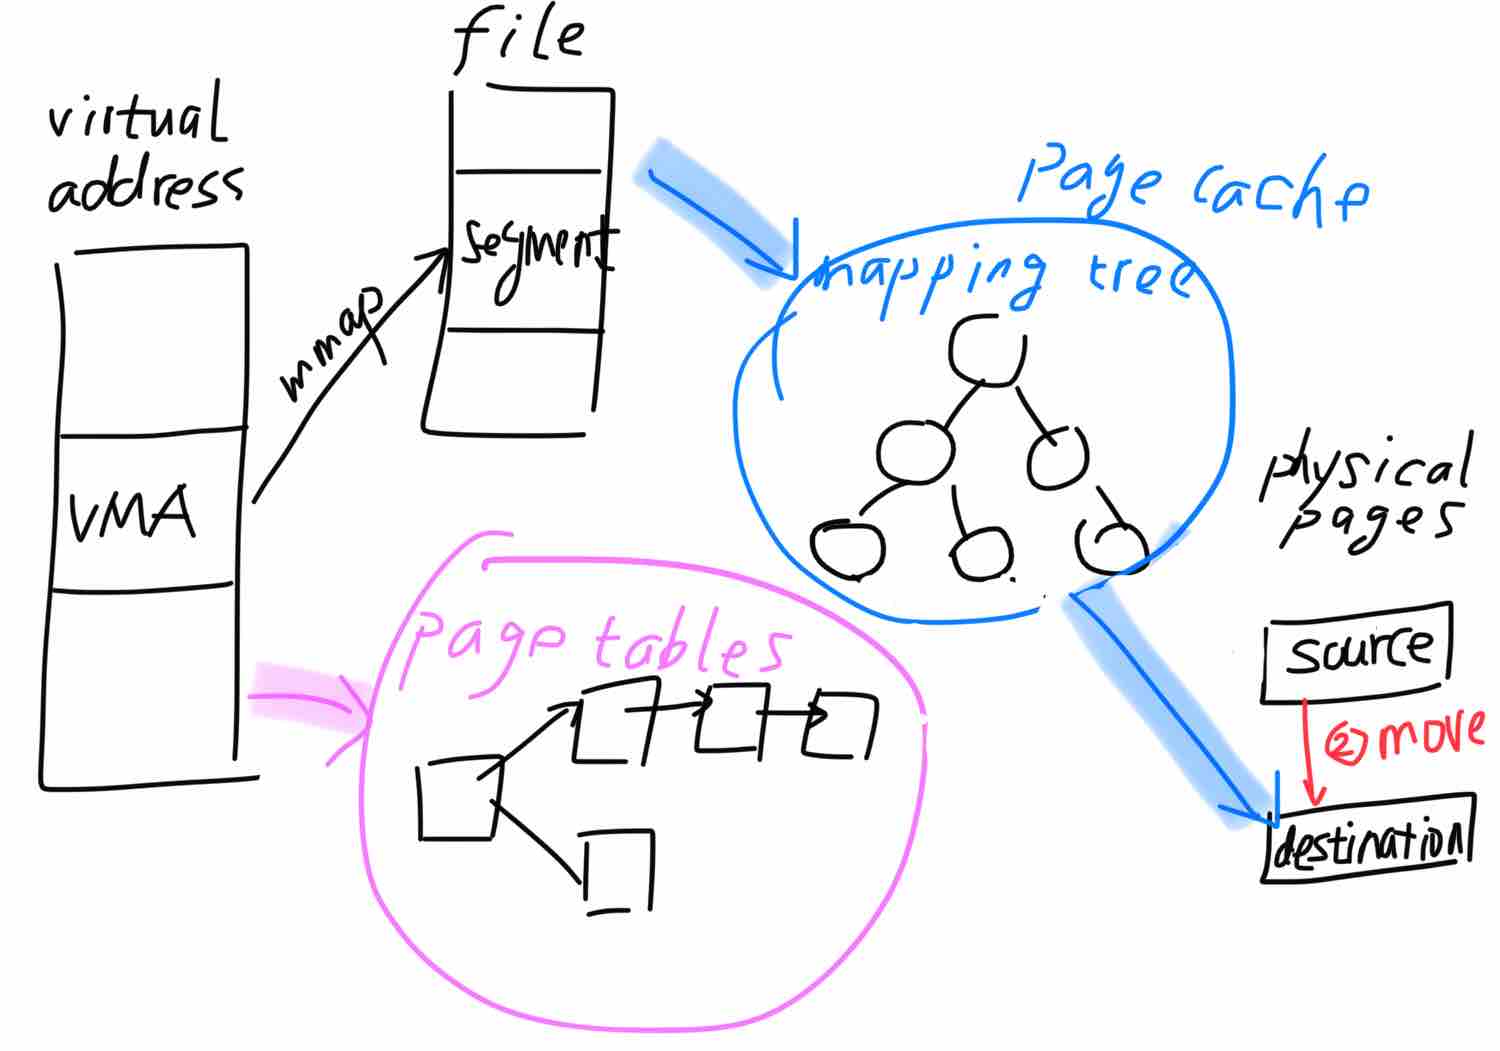 file
virtual
address
segment
mmap
VMA
page cache
mapping tree
physical
pages
source
② move
destination
page tables